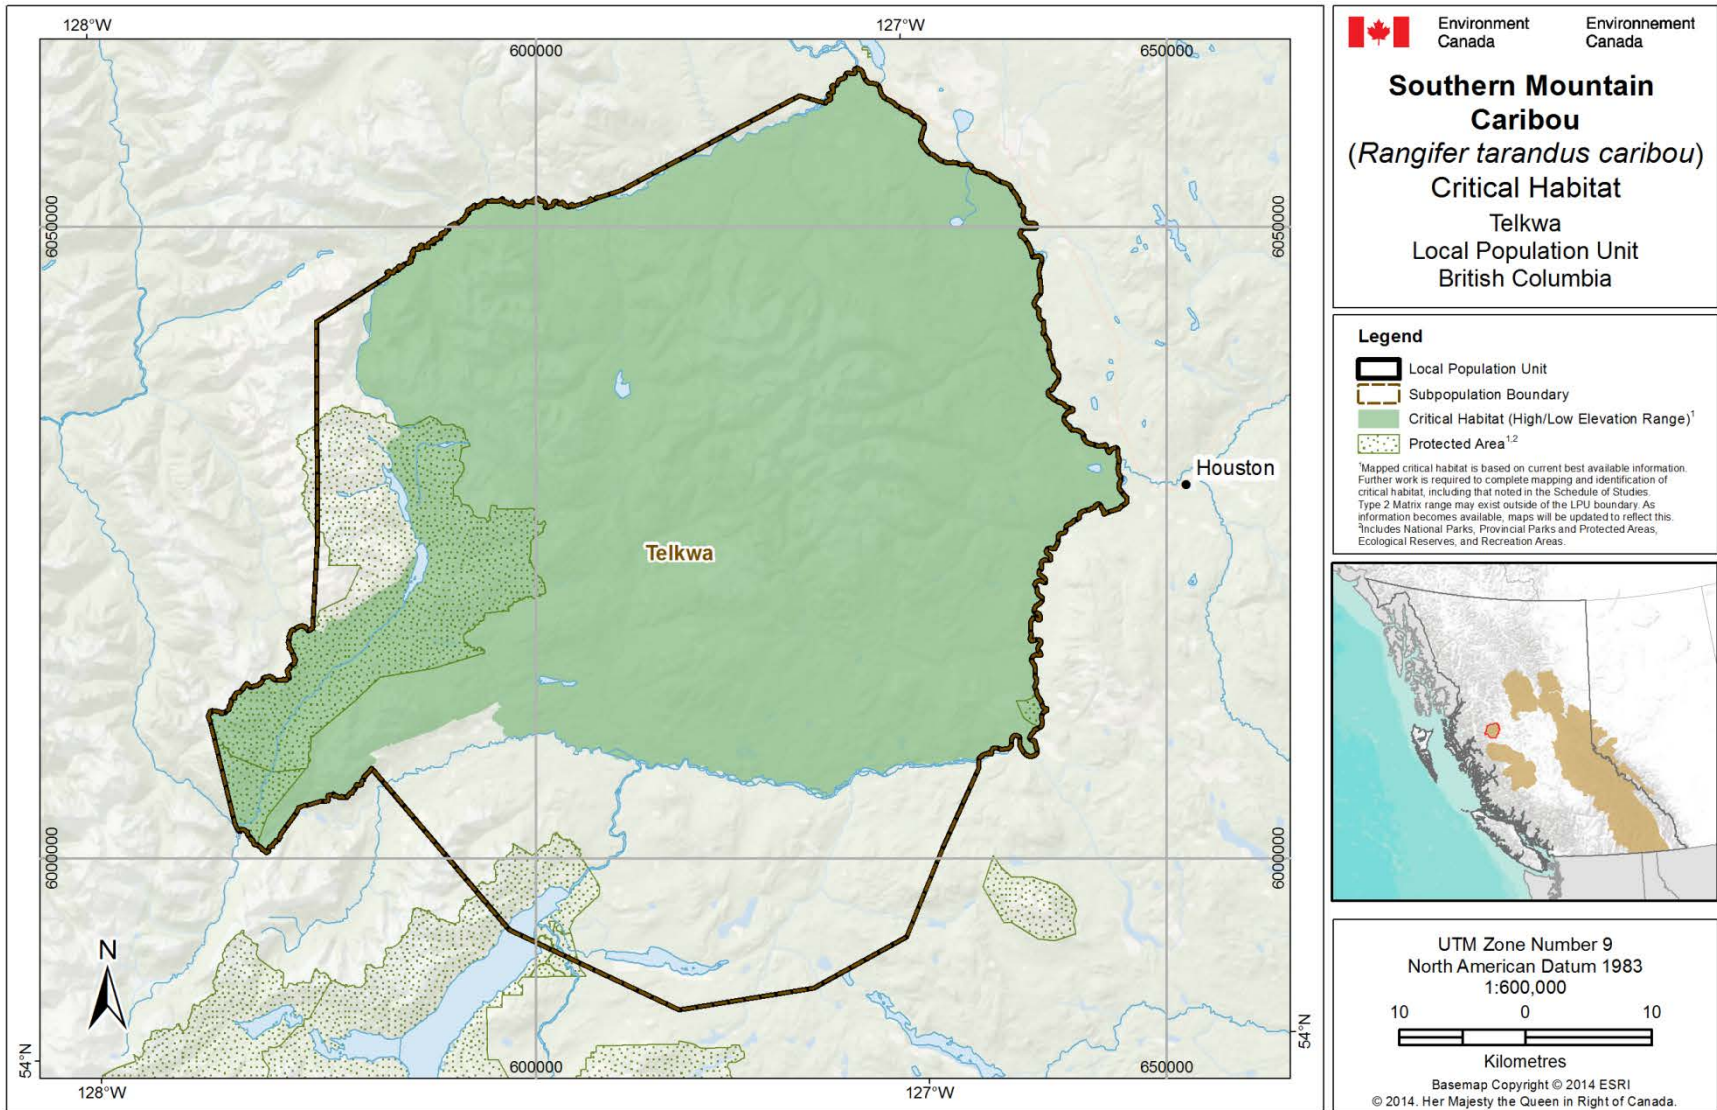 128°W
127°W
600000
650000
6050000
6050000
Houston
Telkwa
6000000
6000000
N
54°N
54°N
128°W
600000
127°W
650000
Environment
Canada
Environnement
Canada
Southern Mountain
Caribou
(Rangifer tarandus caribou)
Critical Habitat
Telkwa
Local Population Unit
British Columbia
Legend
Local Population Unit
Subpopulation Boundary
Critical Habitat (High/Low Elevation Range)¹
Protected Area¹,²
¹Mapped critical habitat is based on current best available information.
Further work is required to complete mapping and identification of
critical habitat, including that noted in the Schedule of Studies.
Type 2 Matrix range may exist outside of the LPU boundary. As
information becomes available, maps will be updated to reflect this.
²Includes National Parks, Provincial Parks and Protected Areas,
Ecological Reserves, and Recreation Areas.
UTM Zone Number 9
North American Datum 1983
1:600,000
10 0 10
Kilometres
Basemap Copyright © 2014 ESRI
© 2014. Her Majesty the Queen in Right of Canada.